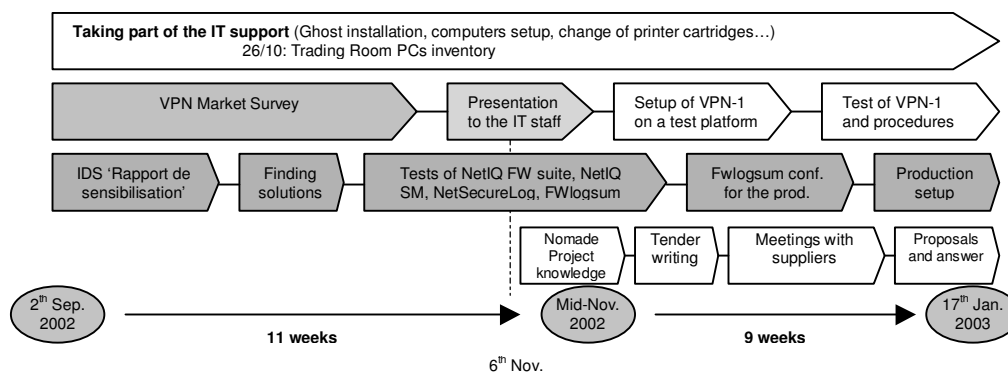 Taking part of the IT support (Ghost installation, computers setup, change of printer cartridges…)
26/10: Trading Room PCs inventory
VPN Market Survey
Presentation
to the IT staff
Setup of VPN-1
on a test platform
Test of VPN-1
and procedures
IDS ‘Rapport de
sensibilisation’
Finding
solutions
Tests of NetIQ FW suite, NetIQ
SM, NetSecureLog, FWlogsum
Fwlogsum conf.
for the prod.
Production
setup
Nomade
Project
knowledge
Tender
writing
Meetings with
suppliers
Proposals
and answer
2th Sep.
2002
Mid-Nov.
2002
17th Jan.
2003
11 weeks
9 weeks
6th Nov.